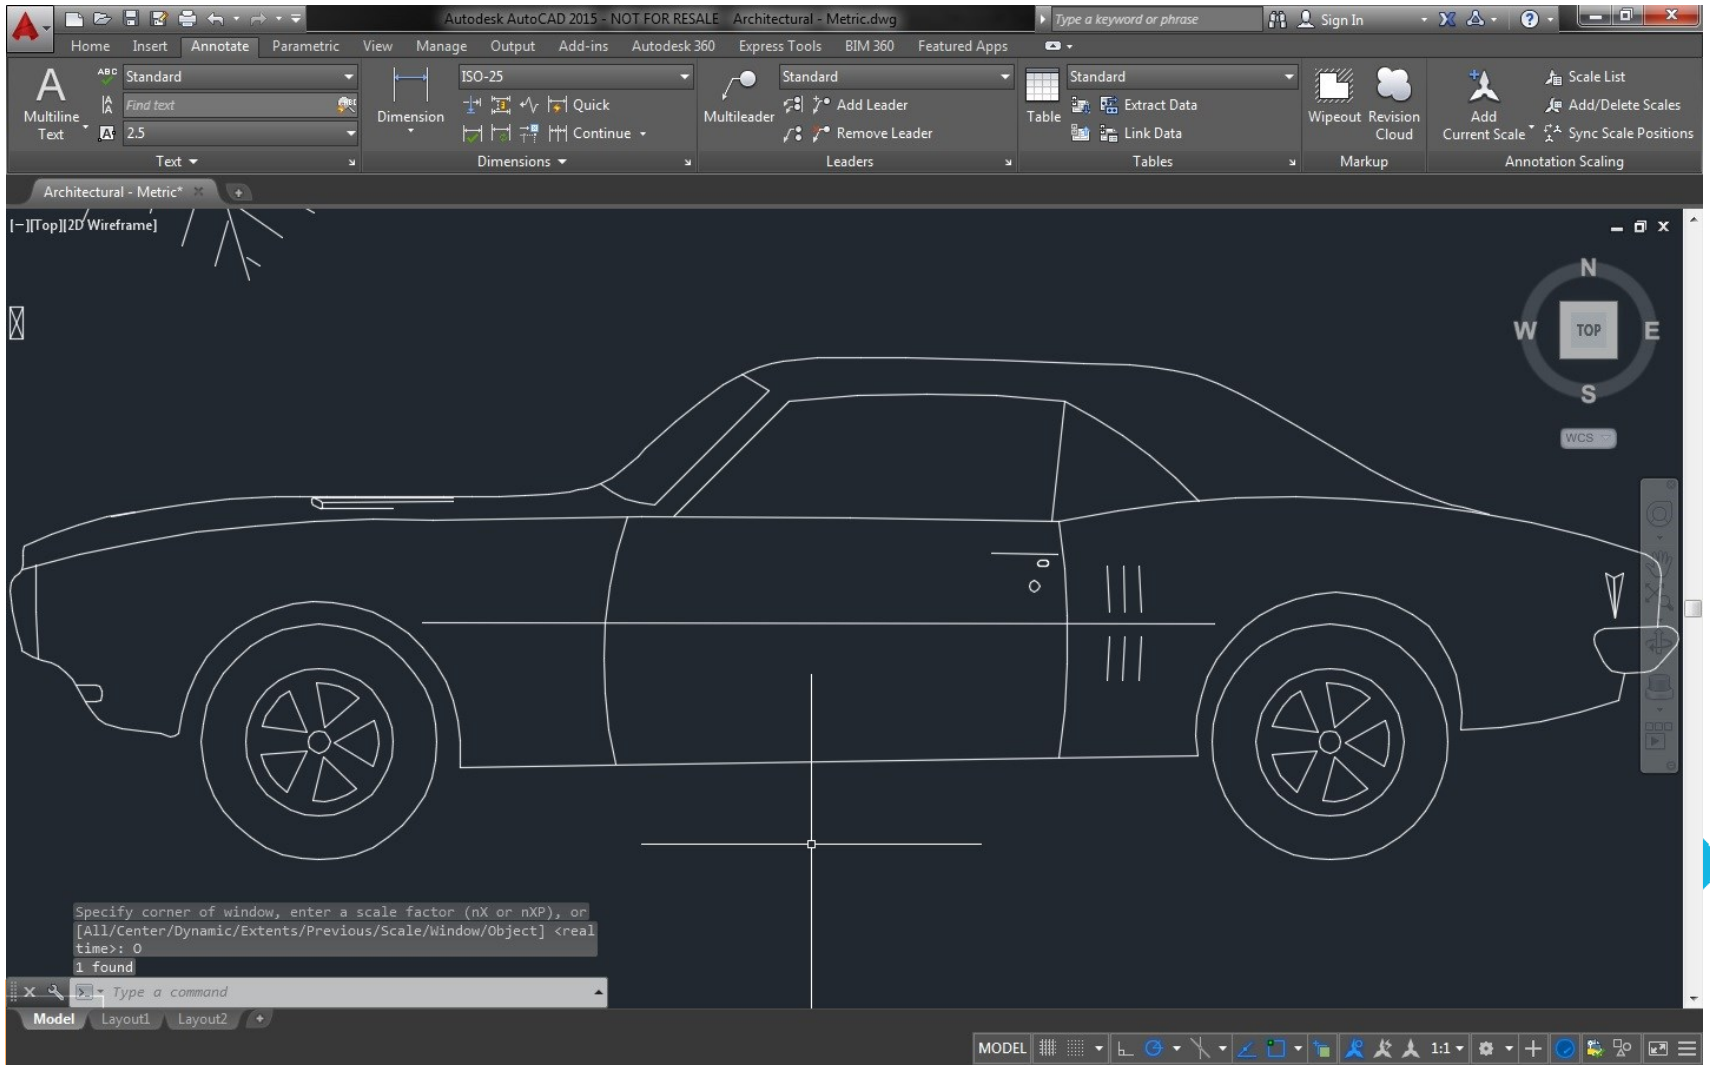 Autodesk AutoCAD 2015 - NOT FOR RESALE Architectural - Metric.dwg Type a keyword or phrase Sign In
Home Insert Annotate Parametric View Manage Output Add-ins Autodesk 360 Express Tools BIM 360 Featured Apps
A ABC Standard ISO-25 Standard Standard Scale List
Multiline Text Find text Dimension Quick Multileader Add Leader Table Extract Data Wipeout Revision Cloud Add Current Scale Add/Delete Scales
A 2.5 Continue Remove Leader Link Data Sync Scale Positions
Text Dimensions Leaders Tables Markup Annotation Scaling
Architectural - Metric*
[−][Top][2D Wireframe]
N
W TOP E
S
WCS
Specify corner of window, enter a scale factor (nX or nXP), or
[All/Center/Dynamic/Extents/Previous/Scale/Window/Object] <real
time>: O
1 found
Type a command
Model Layout1 Layout2
MODEL 1:1